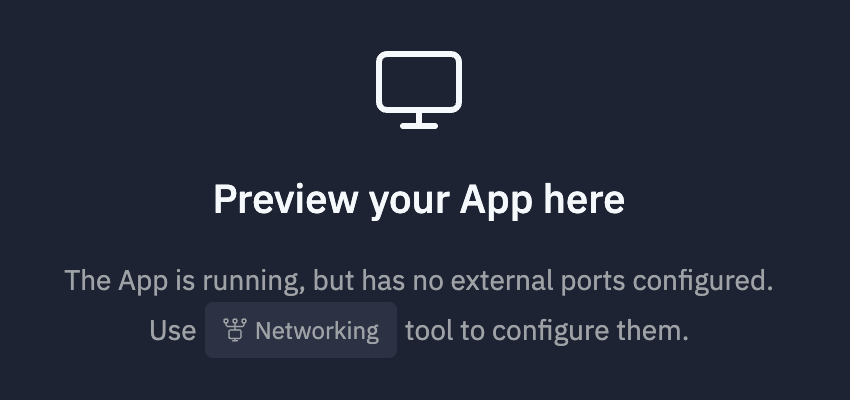 Preview your App here
The App is running, but has no external ports configured.
Use Networking tool to configure them.